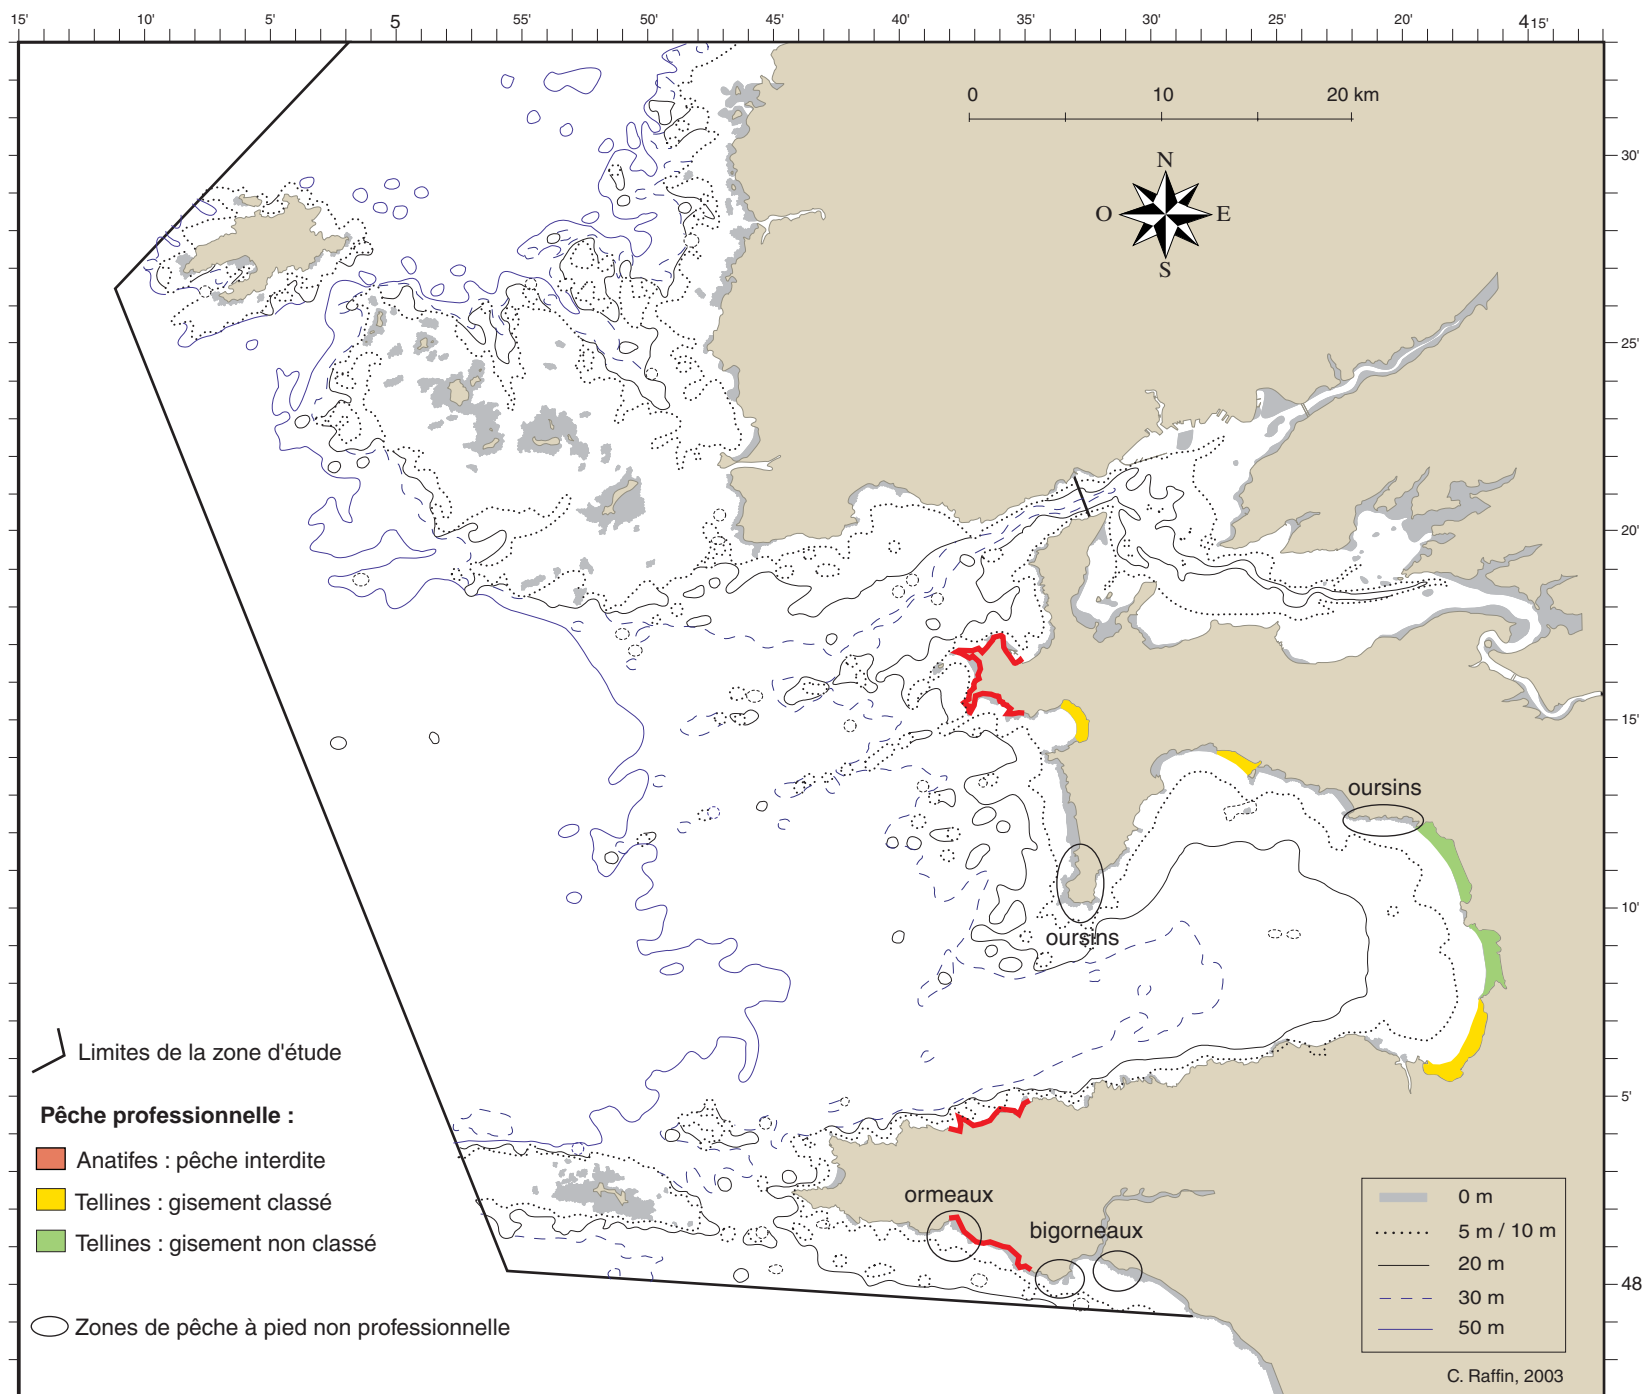 15' 10' 5' 5 55' 50' 45' 40' 35' 30' 25' 20' 4 15'
0 10 20 km
N
O E
S
30'
25'
20'
15'
10'
5'
48
oursins
oursins
ormeaux
bigorneaux
Limites de la zone d'étude
Pêche professionnelle :
Anatifes : pêche interdite
Tellines : gisement classé
Tellines : gisement non classé
Zones de pêche à pied non professionnelle
0 m
5 m / 10 m
20 m
30 m
50 m
C. Raffin, 2003